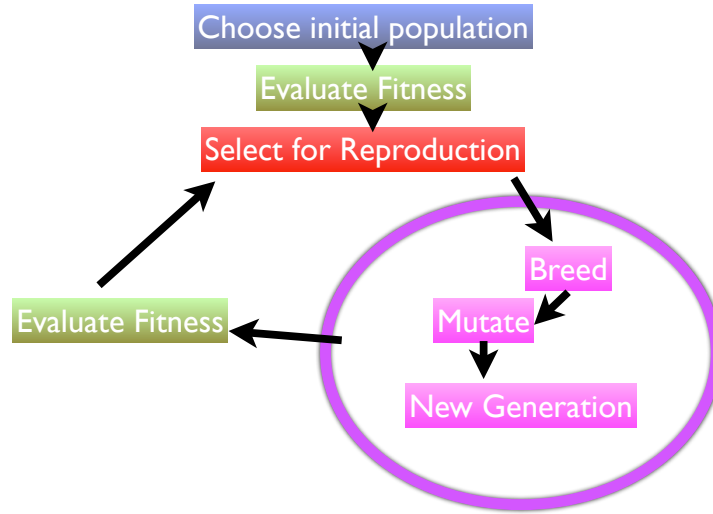 Choose initial population
Evaluate Fitness
Select for Reproduction
Breed
Evaluate Fitness
Mutate
New Generation